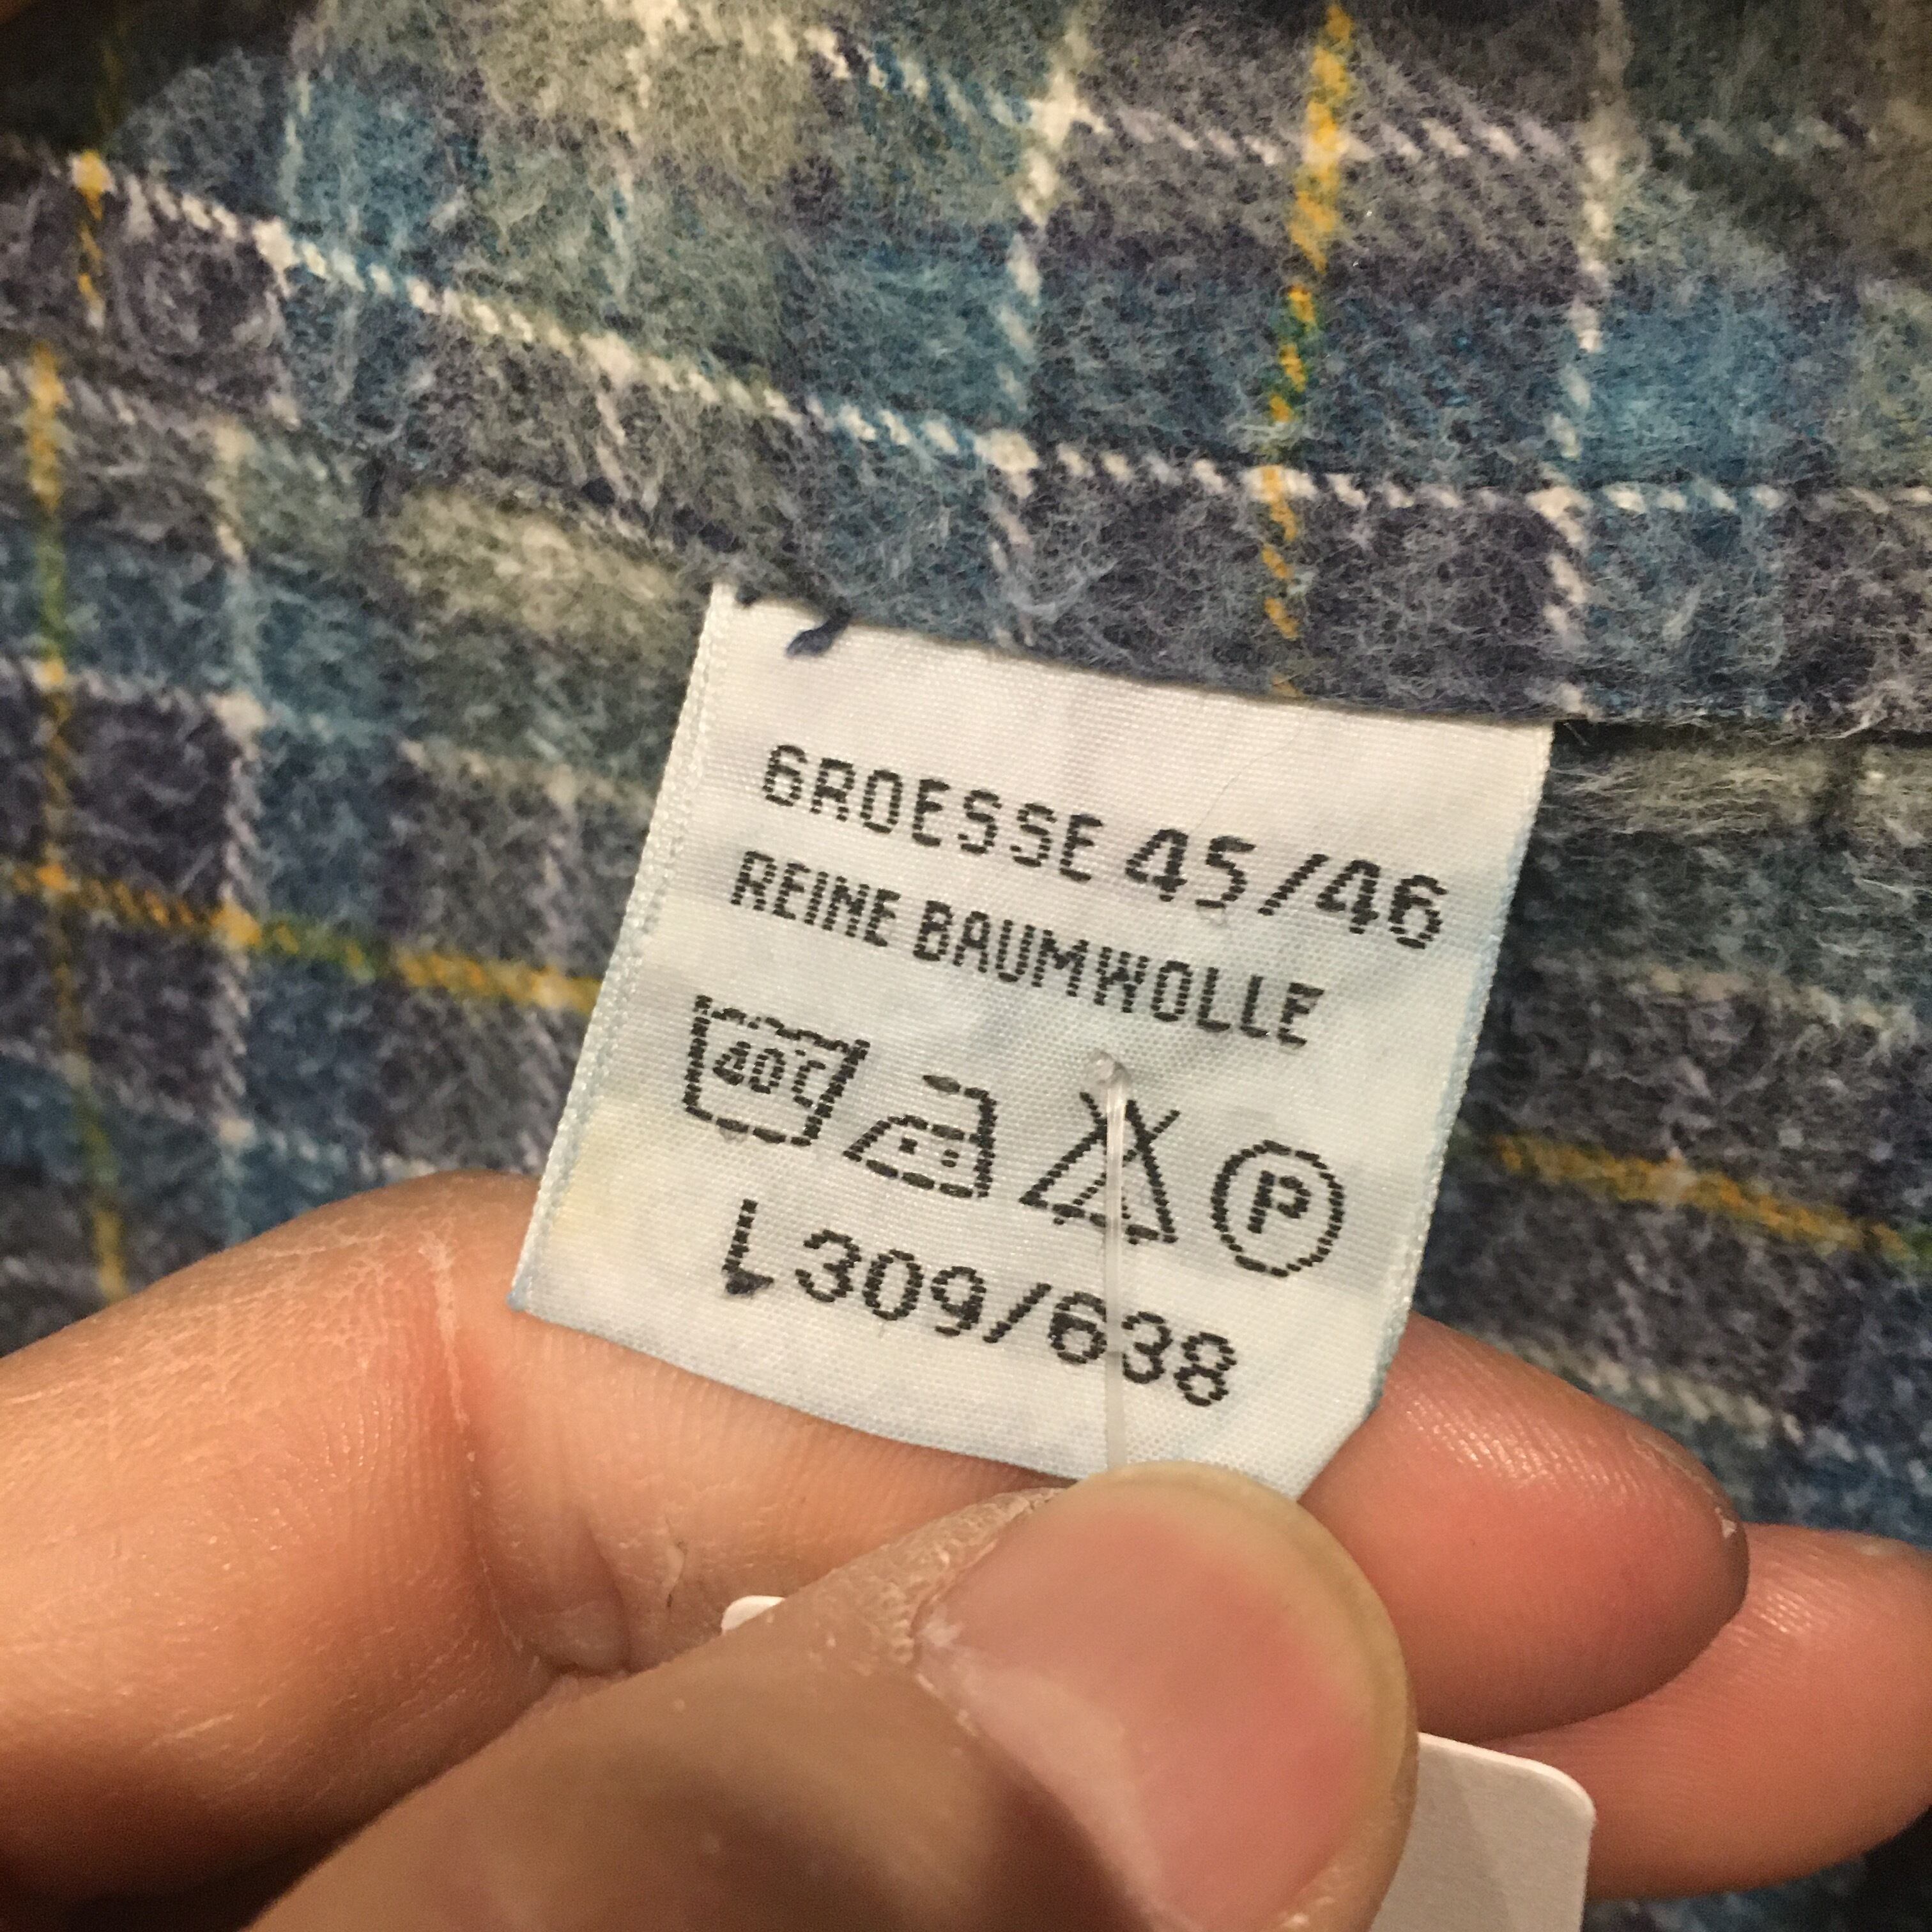 GROESSE 45/46
REINE BAUMWOLLE
40°C P
L 309/638